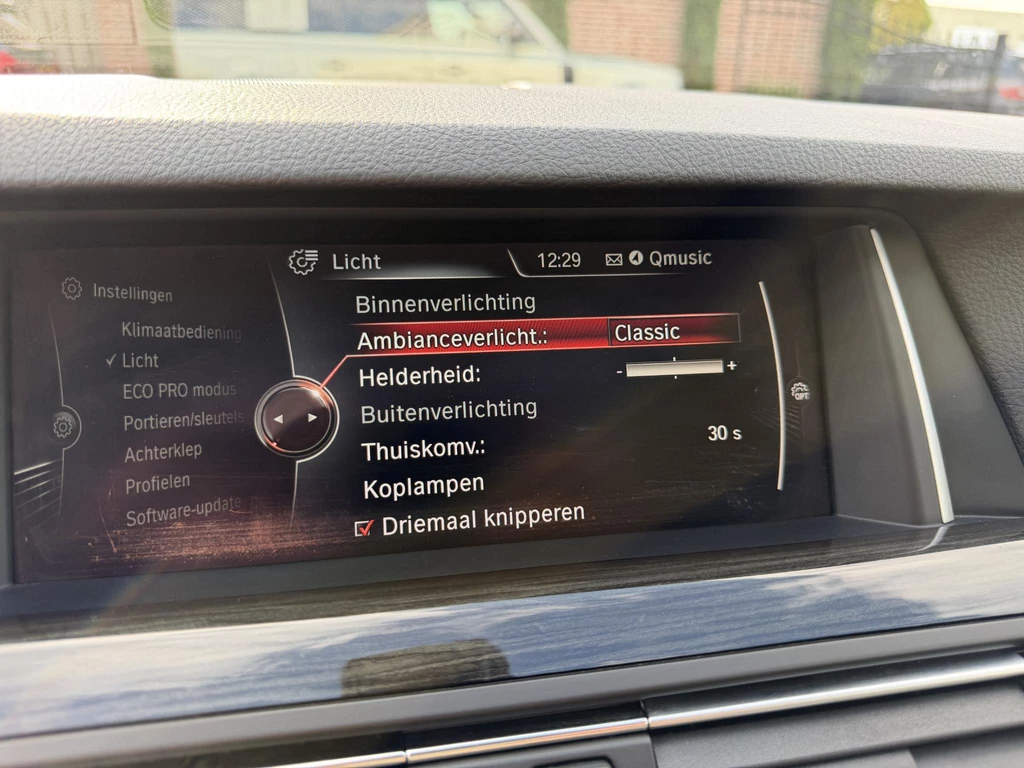 Licht
12:29
Qmusic
Instellingen
Klimaatbediening
✓ Licht
ECO PRO modus
Portieren/sleutels
Achterklep
Profielen
Software-update
Binnenverlichting
Ambianceverlicht.: Classic
Helderheid: - +
Buitenverlichting
Thuiskomv.: 30 s
Koplampen
Driemaal knipperen
OPT